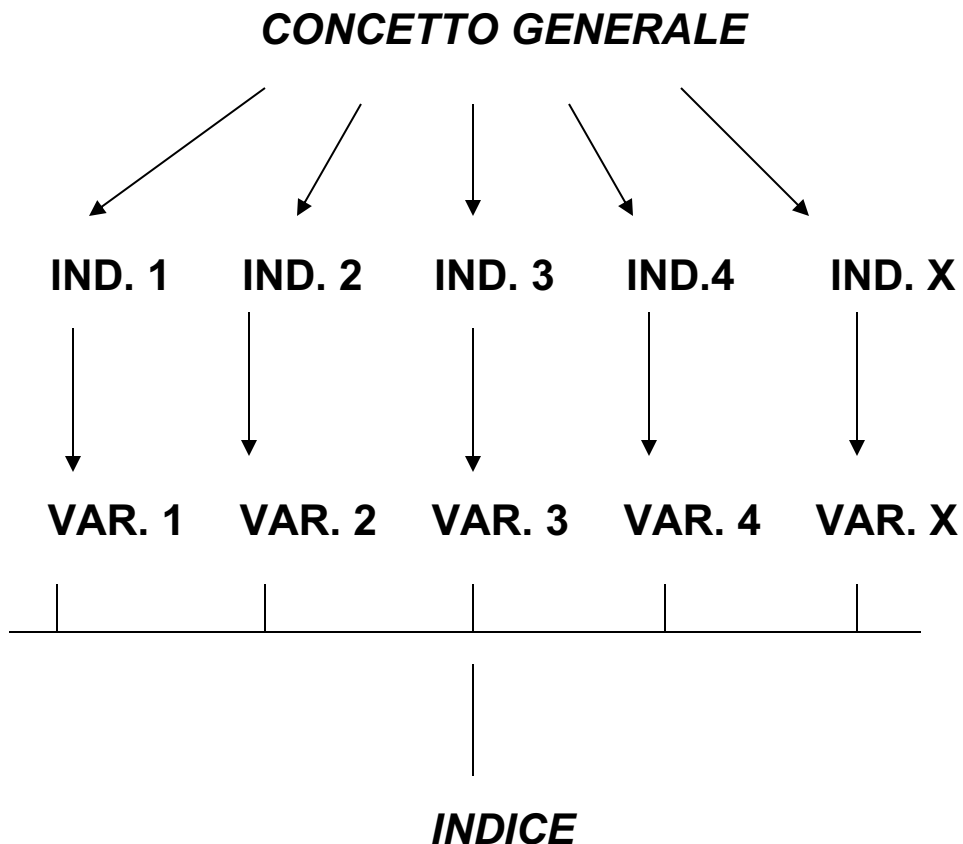 CONCETTO GENERALE
IND. 1 IND. 2 IND. 3 IND.4 IND. X
VAR. 1 VAR. 2 VAR. 3 VAR. 4 VAR. X
INDICE